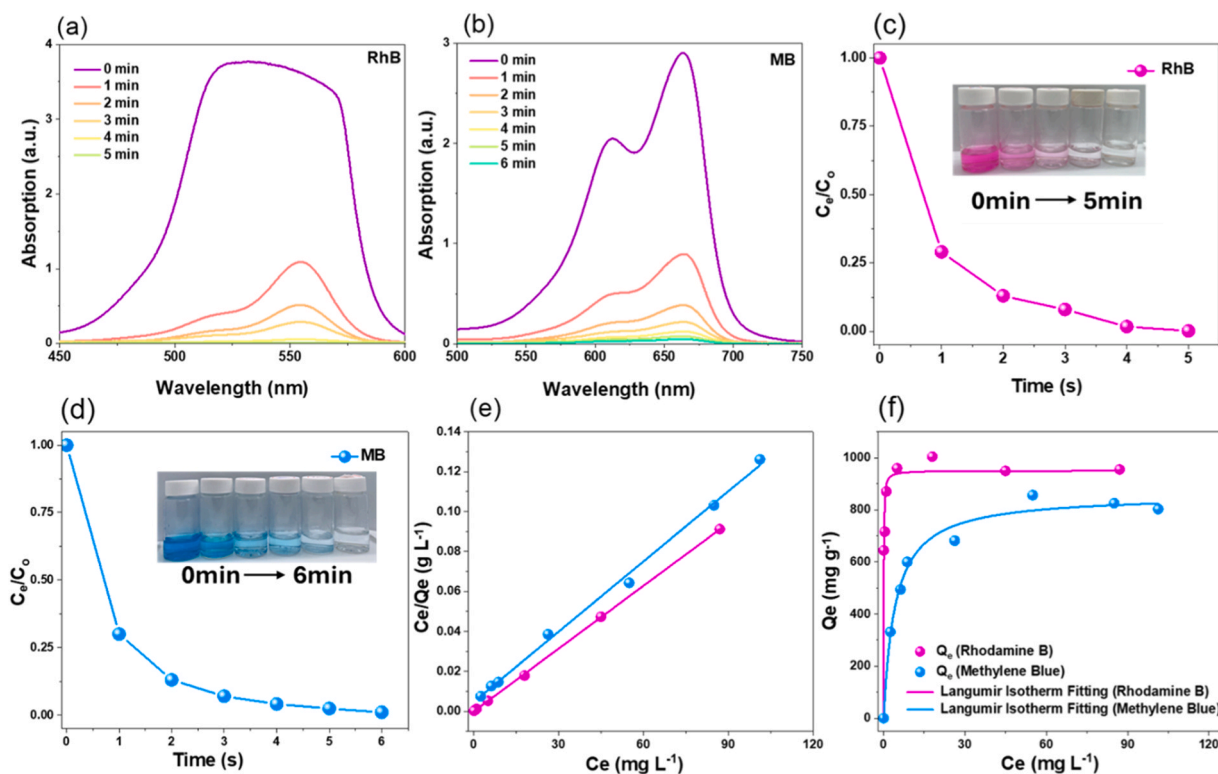 (a)
RhB
0 min
1 min
2 min
3 min
4 min
5 min
Absorption (a.u.)
4
3
2
1
0
450
500
550
600
Wavelength (nm)
(b)
MB
0 min
1 min
2 min
3 min
4 min
5 min
6 min
Absorption (a.u.)
3
2
1
0
500
550
600
650
700
750
Wavelength (nm)
(c)
RhB
0min → 5min
Cₑ/Cₒ
1.00
0.75
0.50
0.25
0.00
0
1
2
3
4
5
Time (s)
(d)
MB
0min → 6min
Cₑ/Cₒ
1.00
0.75
0.50
0.25
0.00
0
1
2
3
4
5
6
Time (s)
(e)
Ce/Qe (g L⁻¹)
0.14
0.12
0.10
0.08
0.06
0.04
0.02
0.00
0
30
60
90
120
Ce (mg L⁻¹)
(f)
Qe (mg g⁻¹)
1000
800
600
400
200
0
Qₑ (Rhodamine B)
Qₑ (Methylene Blue)
Langumir Isotherm Fitting (Rhodamine B)
Langumir Isotherm Fitting (Methylene Blue)
0
30
60
90
120
Ce (mg L⁻¹)